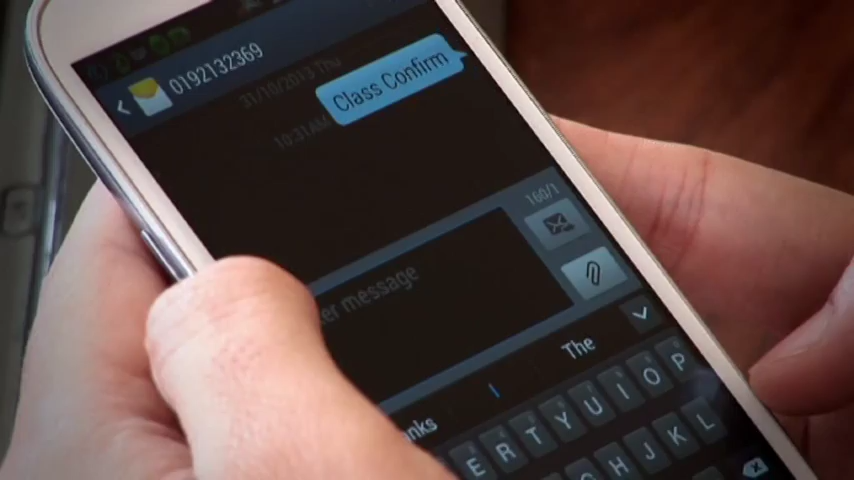 0192132369
31/10/2013 Thu
Class Confirm
10:31AM
160/1
er message
nks
I
The
E R T Y U I O P
G H J K L